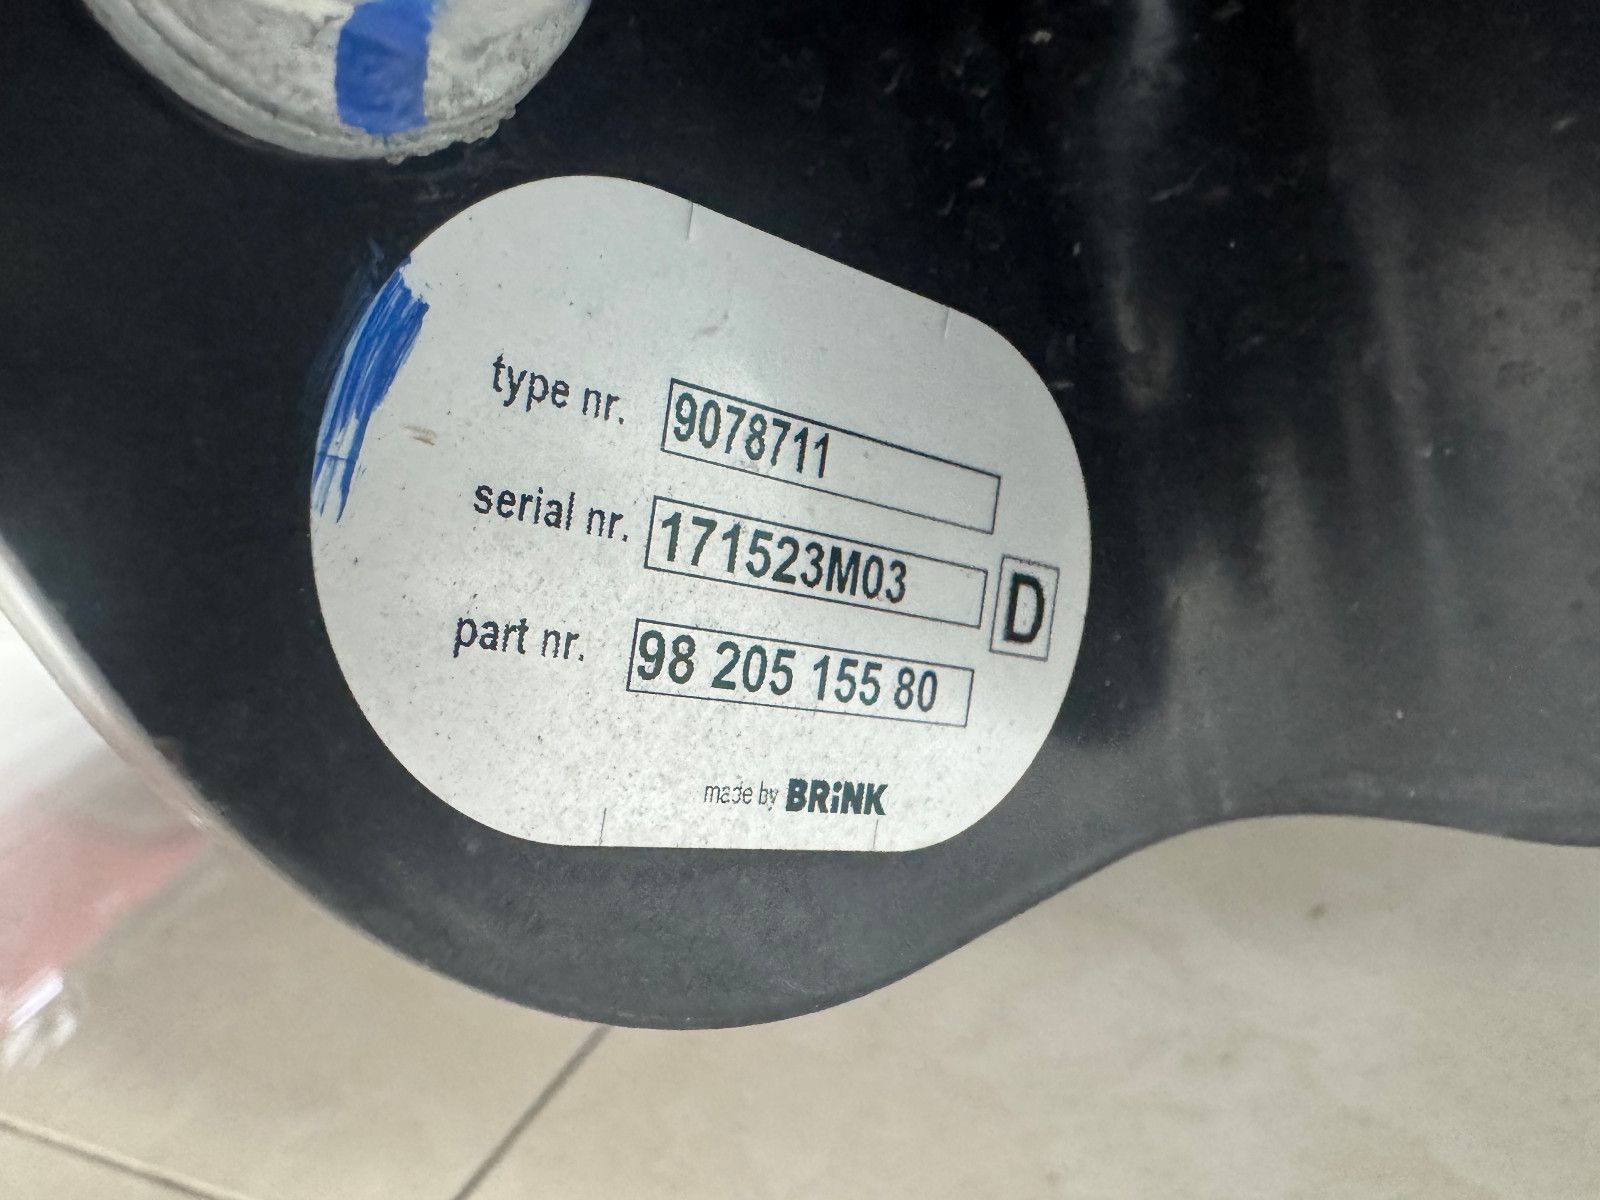 type nr. 9078711
serial nr. 171523M03 D
part nr. 98 205 155 80
made by BRiNK